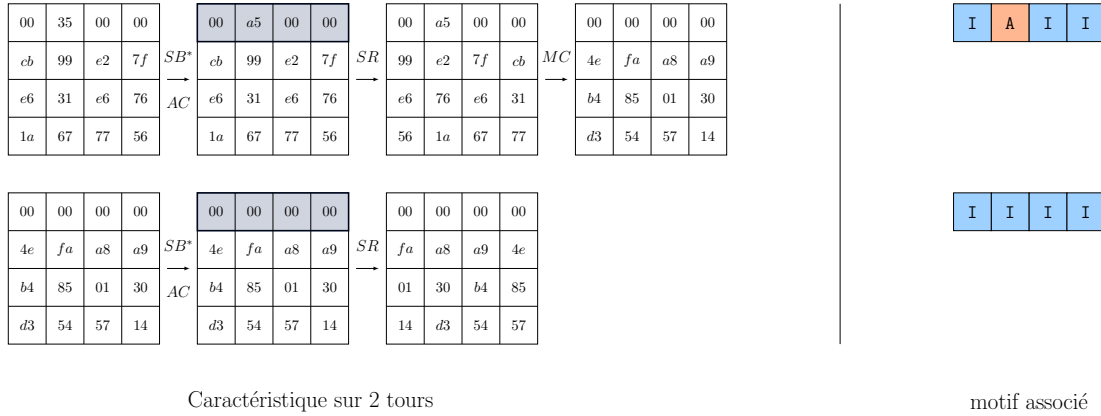 00 35 00 00 00 a5 00 00 00 a5 00 00 00 00 00 00 I A I I
cb 99 e2 7f SB* cb 99 e2 7f SR 99 e2 7f cb MC 4e fa a8 a9
e6 31 e6 76 AC e6 31 e6 76 e6 76 e6 31 b4 85 01 30
1a 67 77 56 1a 67 77 56 56 1a 67 77 d3 54 57 14
00 00 00 00 00 00 00 00 00 00 00 00 I I I I
4e fa a8 a9 SB* 4e fa a8 a9 SR fa a8 a9 4e
b4 85 01 30 AC b4 85 01 30 01 30 b4 85
d3 54 57 14 d3 54 57 14 14 d3 54 57
Caractéristique sur 2 tours motif associé